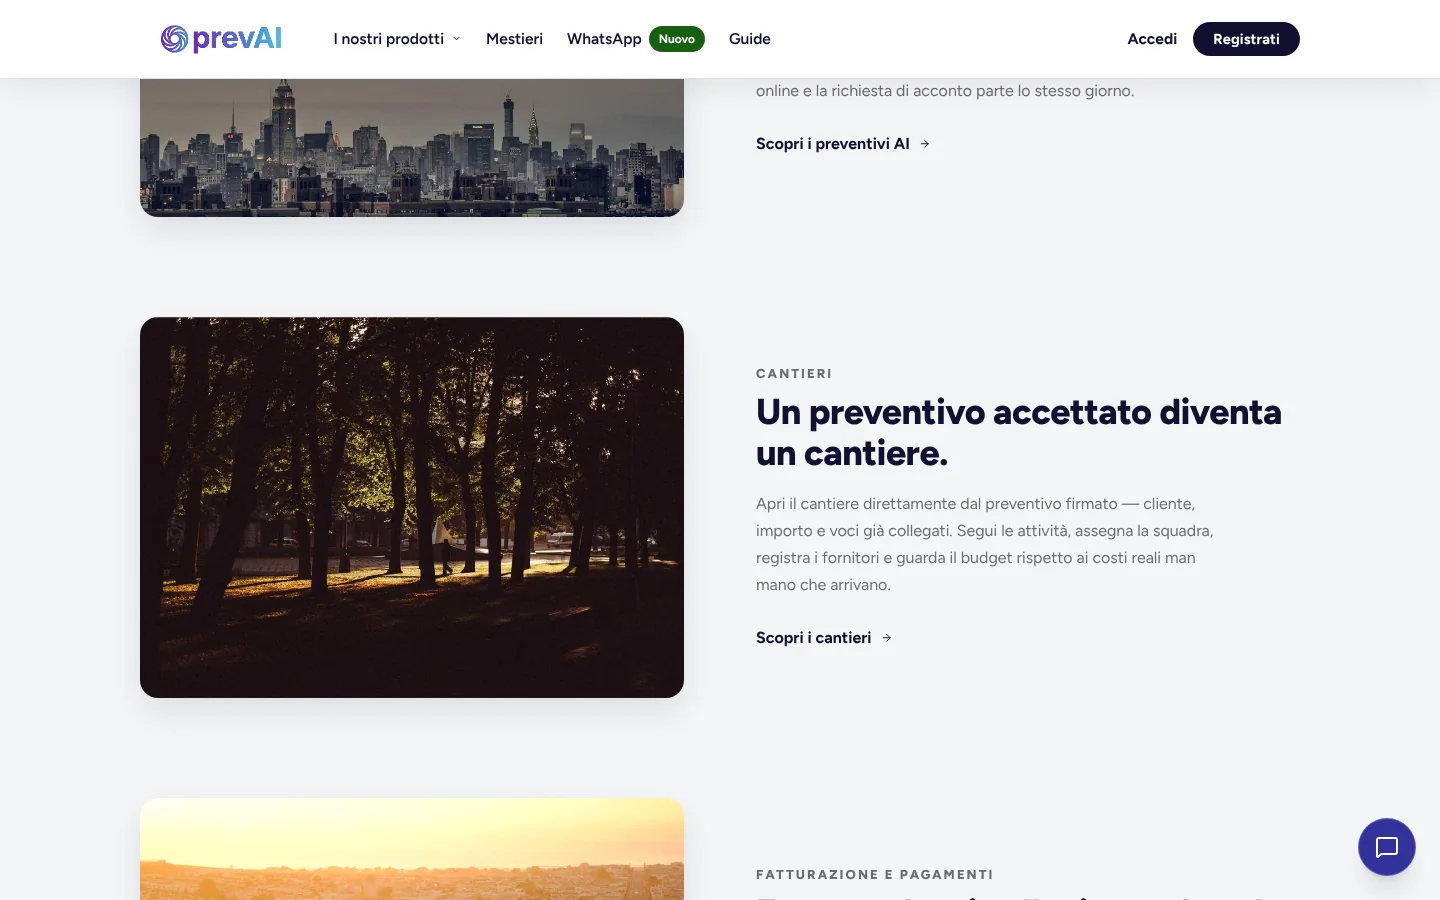 prevAI
I nostri prodotti
Mestieri
WhatsApp
Nuovo
Guide
Accedi
Registrati
online e la richiesta di acconto parte lo stesso giorno.
Scopri i preventivi AI →
CANTIERI
Un preventivo accettato diventa
un cantiere.
Apri il cantiere direttamente dal preventivo firmato — cliente,
importo e voci già collegati. Segui le attività, assegna la squadra,
registra i fornitori e guarda il budget rispetto ai costi reali man
mano che arrivano.
Scopri i cantieri →
FATTURAZIONE E PAGAMENTI